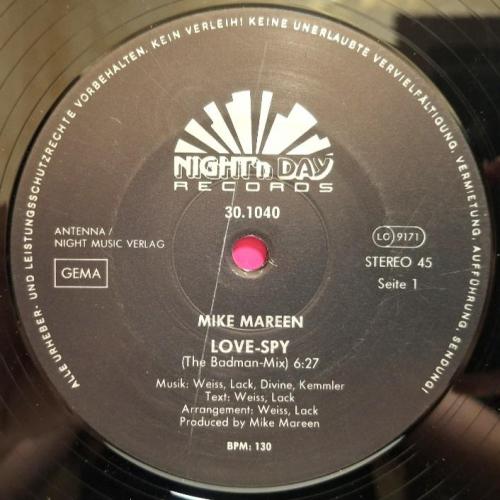 ALLE URHEBER- UND LEISTUNGSSCHUTZRECHTE VORBEHALTEN. KEIN VERLEIH! KEINE UNERLAUBTE VERVIELFÄLTIGUNG, VERMIETUNG, AUFFÜHRUNG, SENDUNG!
NIGHT'n DAY
RECORDS
30.1040
ANTENNA /
NIGHT MUSIC VERLAG
GEMA
LC 9171
STEREO 45
Seite 1
MIKE MAREEN
LOVE-SPY
(The Badman-Mix) 6:27
Musik: Weiss, Lack, Divine, Kemmler
Text: Weiss, Lack
Arrangement: Weiss, Lack
Produced by Mike Mareen
BPM: 130